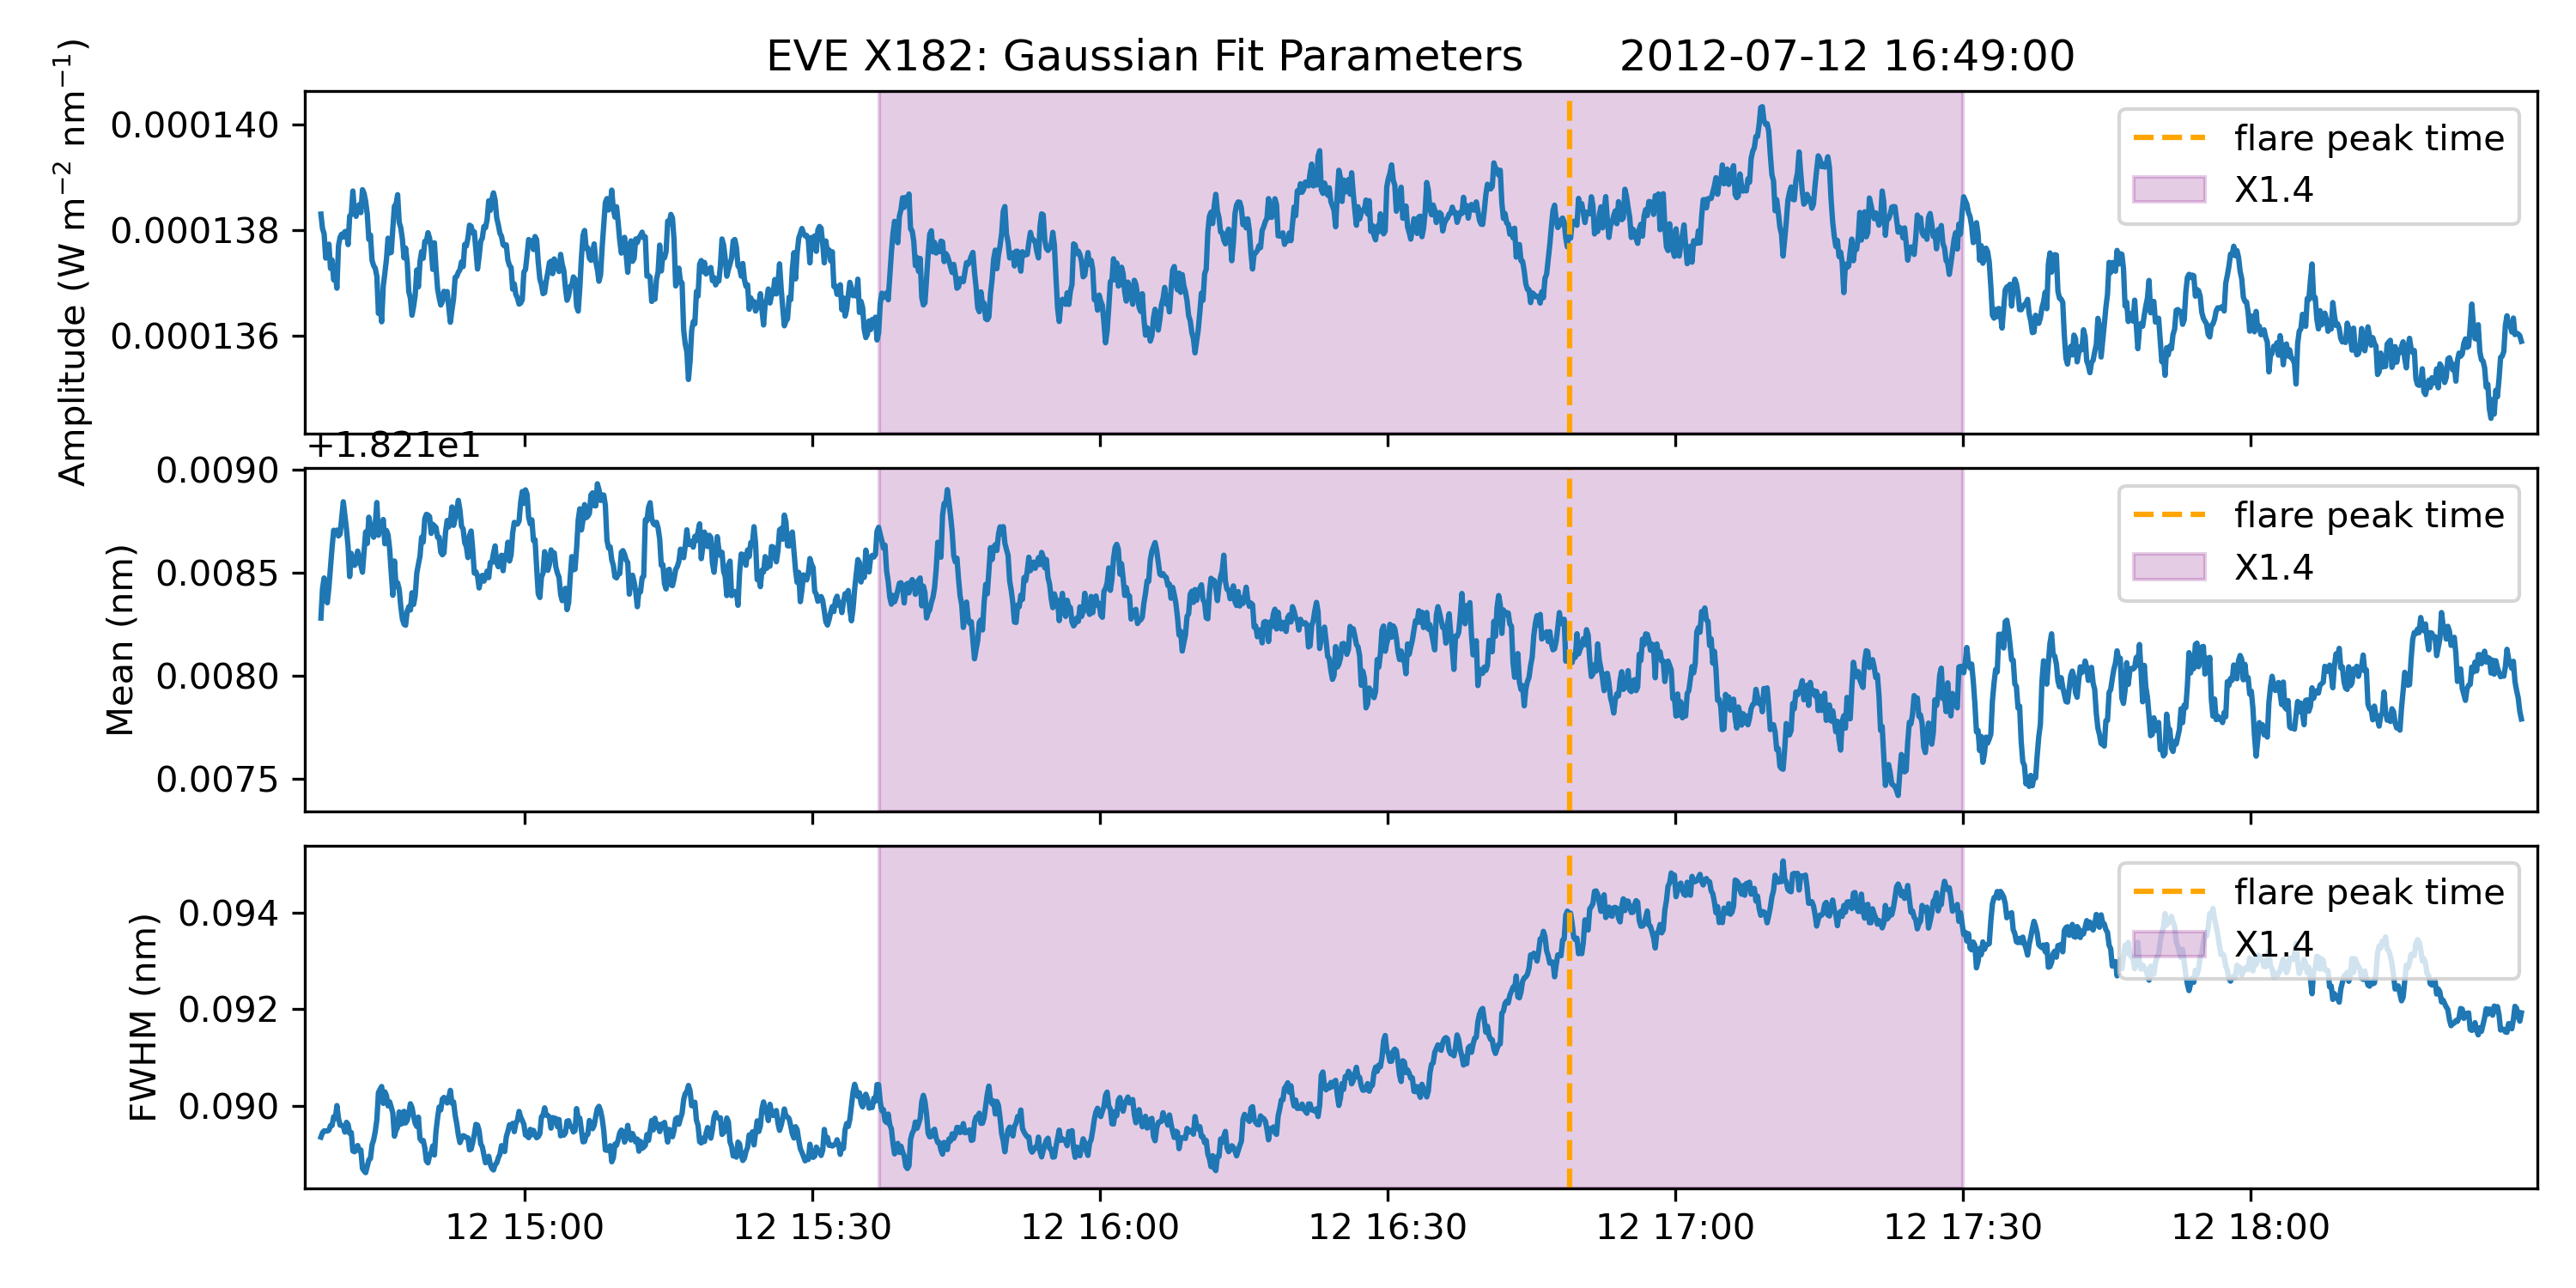 EVE X182: Gaussian Fit Parameters 2012-07-12 16:49:00
Amplitude (W m⁻² nm⁻¹)
0.000140
0.000138
0.000136
flare peak time
X1.4
+1.821e1
Mean (nm)
0.0090
0.0085
0.0080
0.0075
flare peak time
X1.4
FWHM (nm)
0.094
0.092
0.090
flare peak time
X1.4
12 15:00 12 15:30 12 16:00 12 16:30 12 17:00 12 17:30 12 18:00